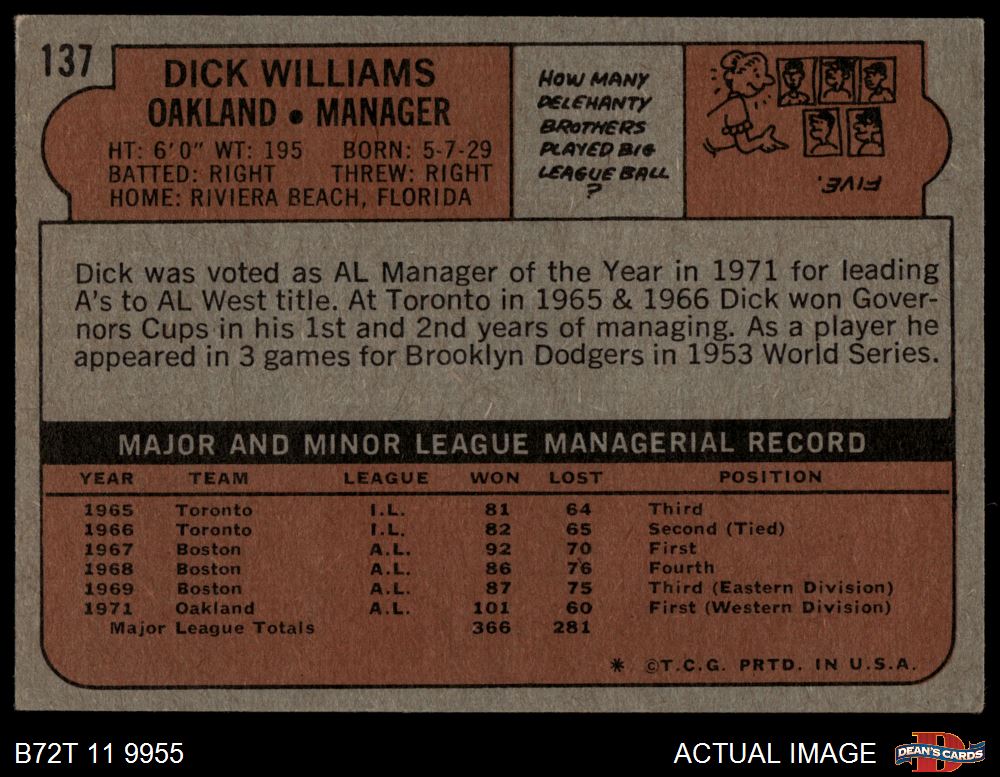 137
DICK WILLIAMS
OAKLAND • MANAGER
HT: 6'0" WT: 195 BORN: 5-7-29
BATTED: RIGHT THREW: RIGHT
HOME: RIVIERA BEACH, FLORIDA
HOW MANY
DELEHANTY
BROTHERS
PLAYED BIG
LEAGUE BALL
?
FIVE.
Dick was voted as AL Manager of the Year in 1971 for leading
A's to AL West title. At Toronto in 1965 & 1966 Dick won Gover-
nors Cups in his 1st and 2nd years of managing. As a player he
appeared in 3 games for Brooklyn Dodgers in 1953 World Series.
MAJOR AND MINOR LEAGUE MANAGERIAL RECORD
YEAR TEAM LEAGUE WON LOST POSITION
1965 Toronto I.L. 81 64 Third
1966 Toronto I.L. 82 65 Second (Tied)
1967 Boston A.L. 92 70 First
1968 Boston A.L. 86 76 Fourth
1969 Boston A.L. 87 75 Third (Eastern Division)
1971 Oakland A.L. 101 60 First (Western Division)
Major League Totals 366 281
* ©T.C.G. PRTD. IN U.S.A.
B72T 11 9955
ACTUAL IMAGE
DEAN'S CARDS